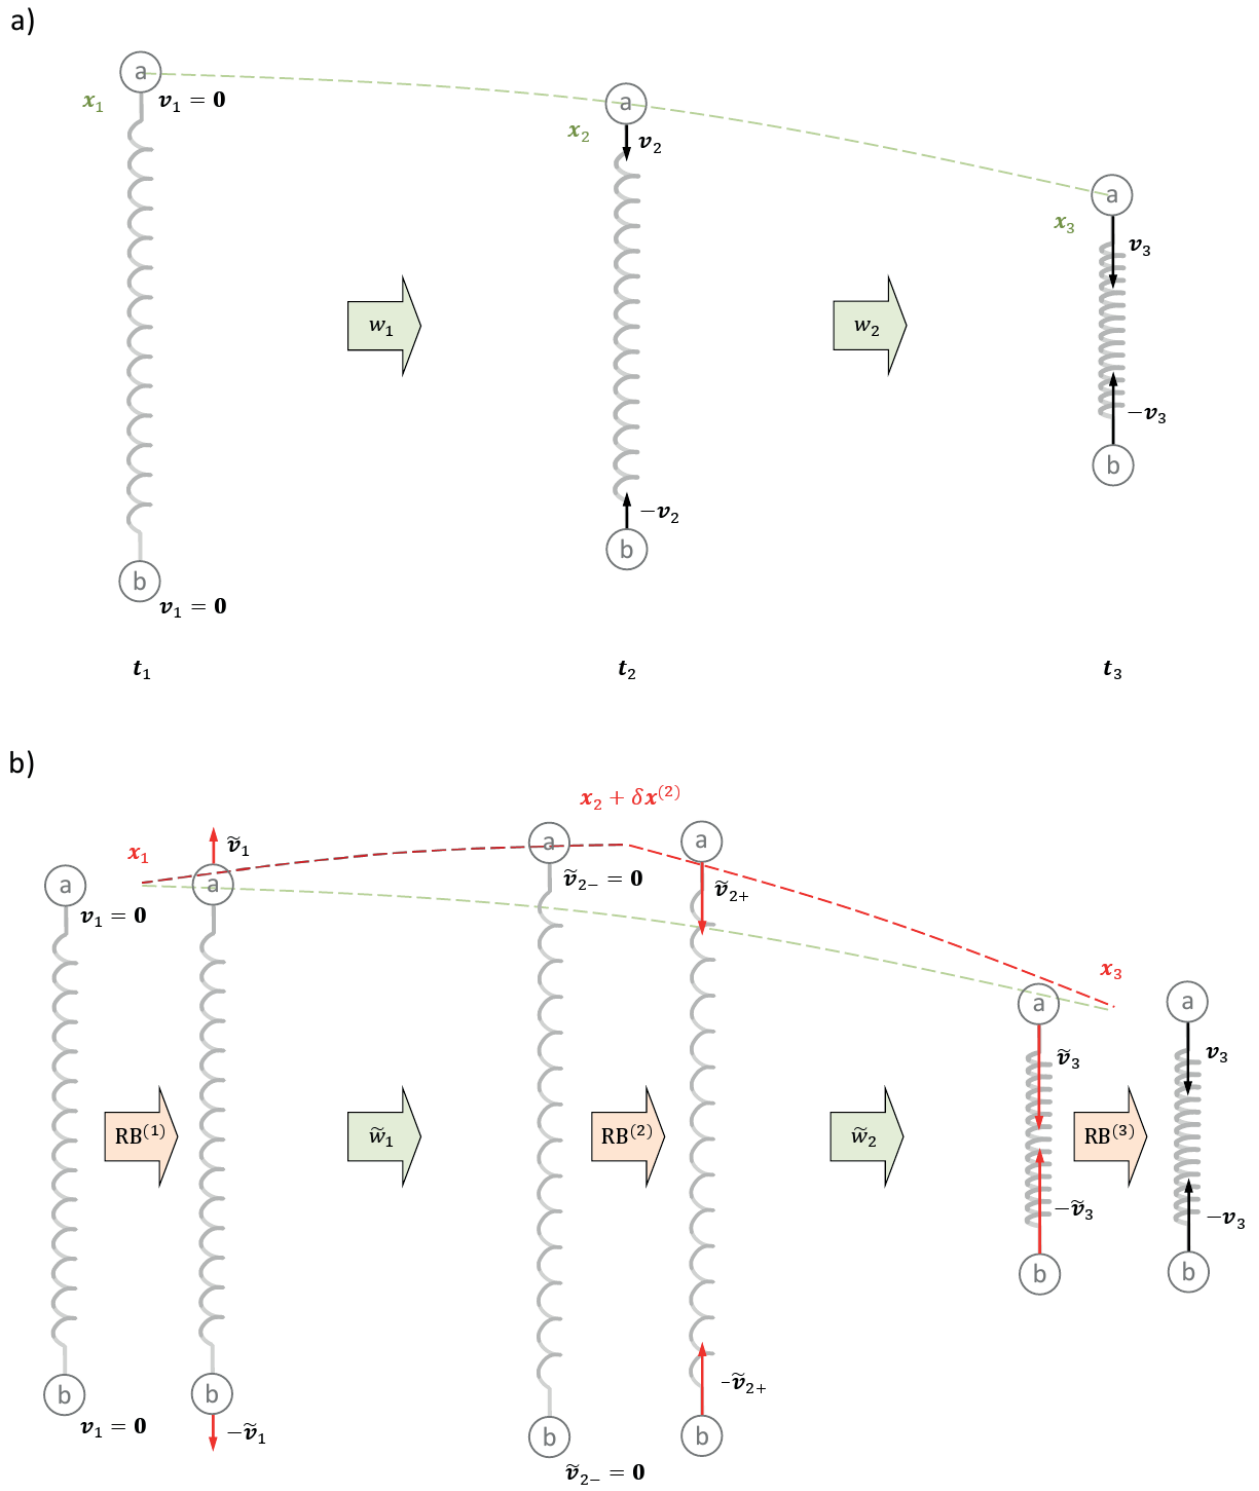 a)
a
x₁
v₁ = 0
a
x₂
v₂
a
x₃
v₃
w₁
w₂
−v₃
b
−v₂
b
b
v₁ = 0
t₁
t₂
t₃
b)
x₂ + δx⁽²⁾
x₁
ṽ₁
a
a
v₁ = 0
a
ṽ₂₋ = 0
a
ṽ₂₊
x₃
a
ṽ₃
a
v₃
RB⁽¹⁾
w̃₁
RB⁽²⁾
w̃₂
RB⁽³⁾
−ṽ₃
−v₃
b
b
b
v₁ = 0
b
−ṽ₁
-ṽ₂₊
b
ṽ₂₋ = 0
b